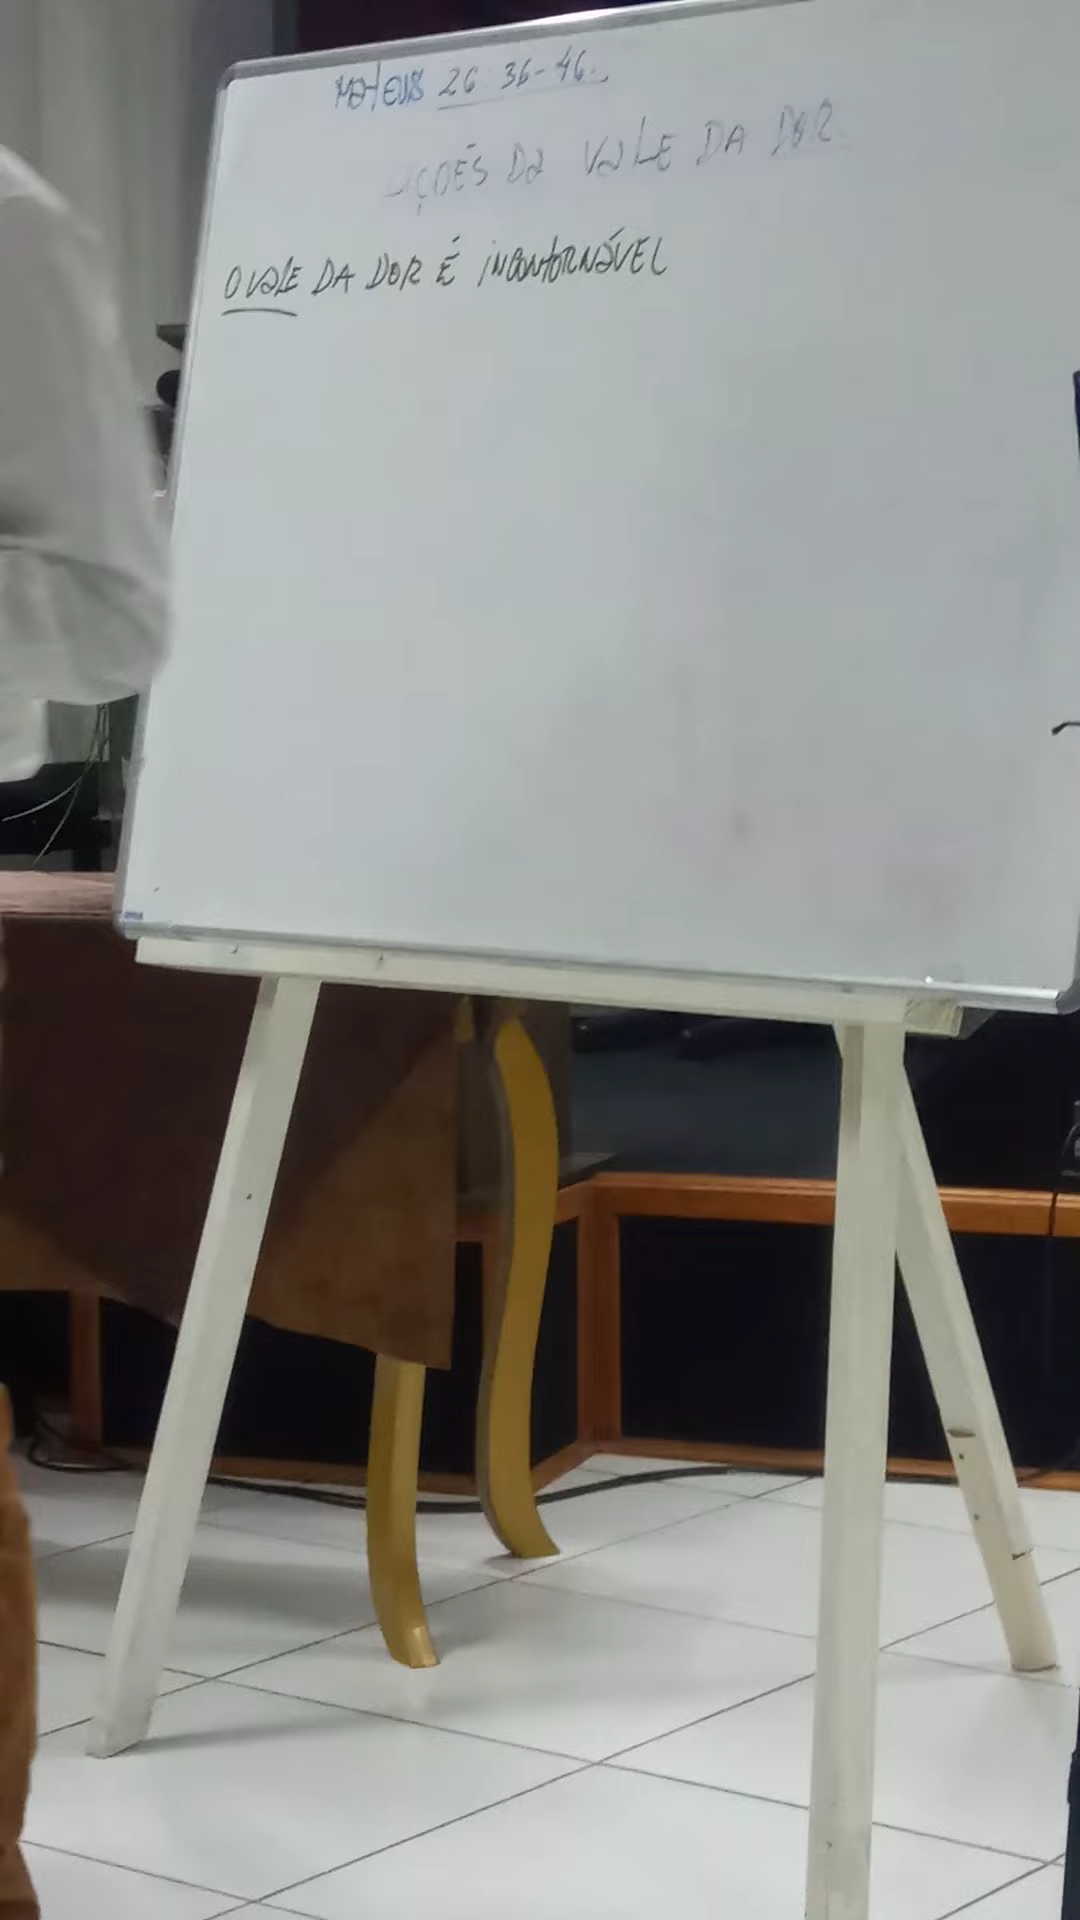 MATEUS 26:36-46.
LIÇÕES DO VALE DA DOR.
O VALE DA DOR É INCONTORNÁVEL